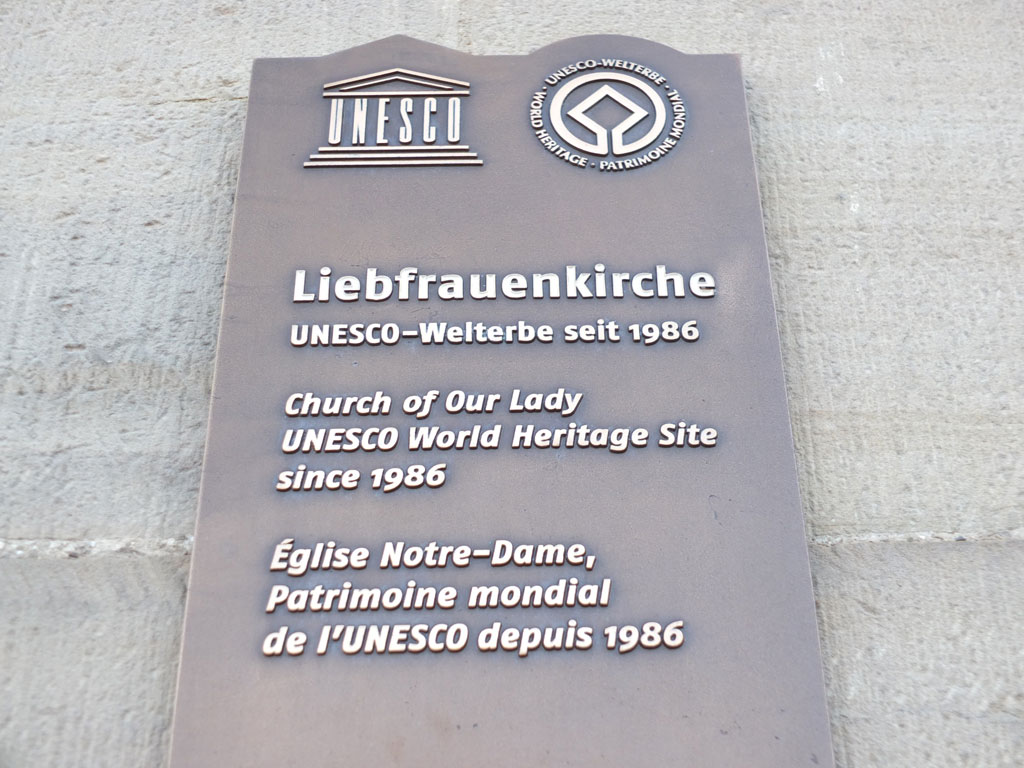 UNESCO
UNESCO-WELTERBE · WORLD HERITAGE · PATRIMOINE MONDIAL ·
Liebfrauenkirche
UNESCO-Welterbe seit 1986
Church of Our Lady
UNESCO World Heritage Site
since 1986
Église Notre-Dame,
Patrimoine mondial
de l'UNESCO depuis 1986